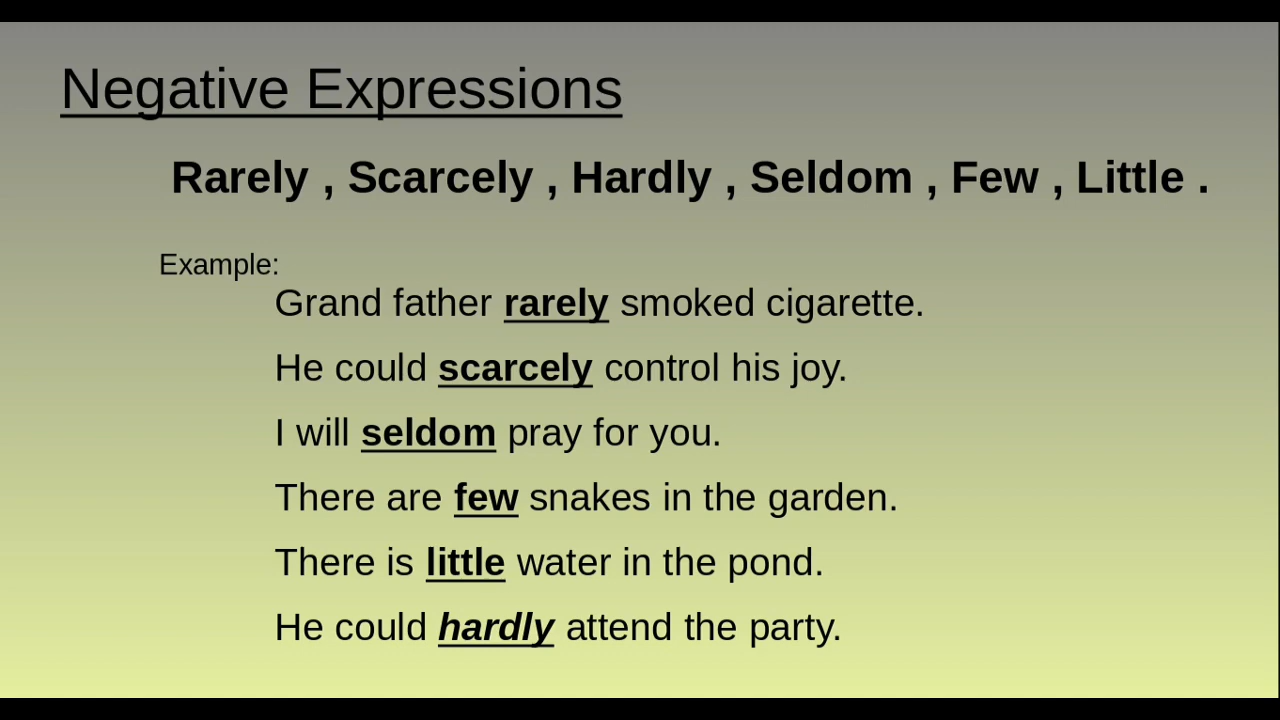 Negative Expressions
Rarely , Scarcely , Hardly , Seldom , Few , Little .
Example:
Grand father rarely smoked cigarette.
He could scarcely control his joy.
I will seldom pray for you.
There are few snakes in the garden.
There is little water in the pond.
He could hardly attend the party.